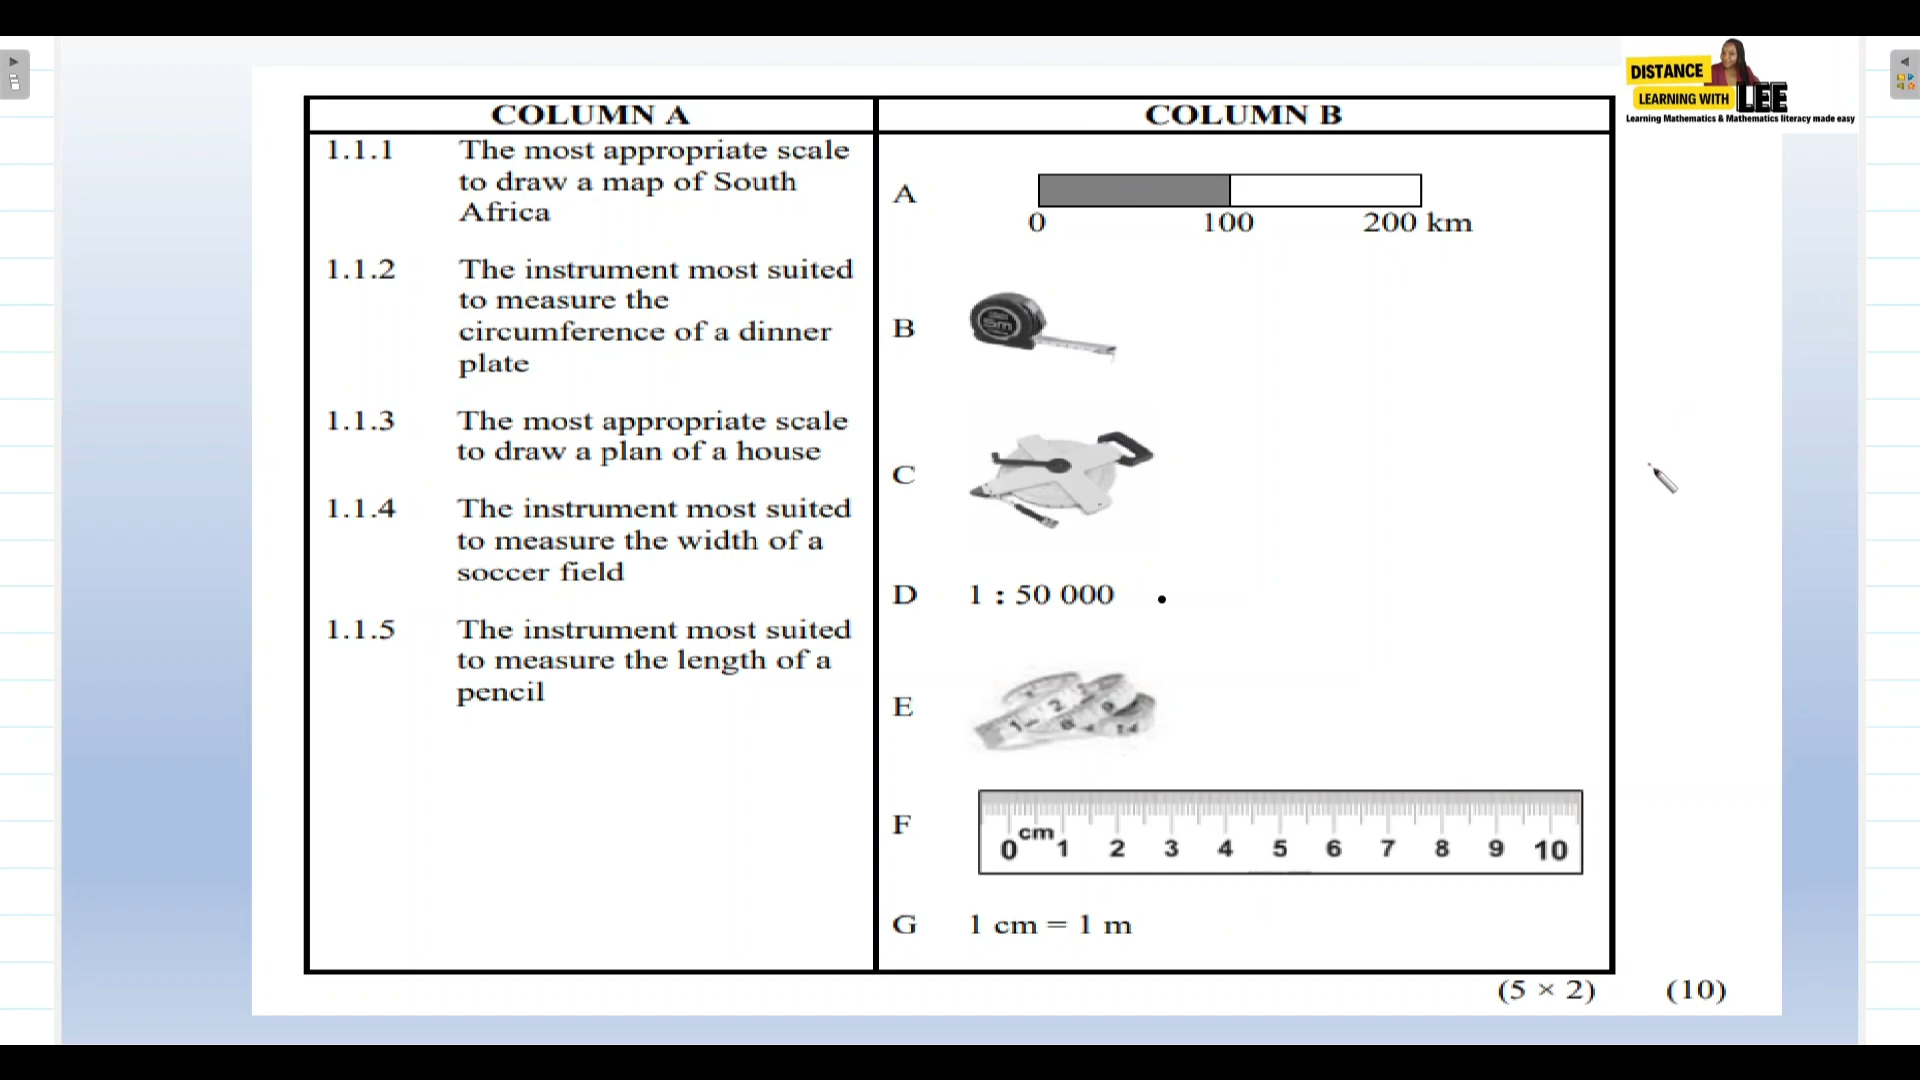 DISTANCE
LEARNING WITH LEE
Learning Mathematics & Mathematics literacy made easy
COLUMN A
COLUMN B
1.1.1 The most appropriate scale
to draw a map of South
Africa
1.1.2 The instrument most suited
to measure the
circumference of a dinner
plate
1.1.3 The most appropriate scale
to draw a plan of a house
1.1.4 The instrument most suited
to measure the width of a
soccer field
1.1.5 The instrument most suited
to measure the length of a
pencil
A
0 100 200 km
B
5m
C
D 1 : 50 000
E
1 2
F
cm
0 1 2 3 4 5 6 7 8 9 10
G 1 cm = 1 m
(5 × 2) (10)